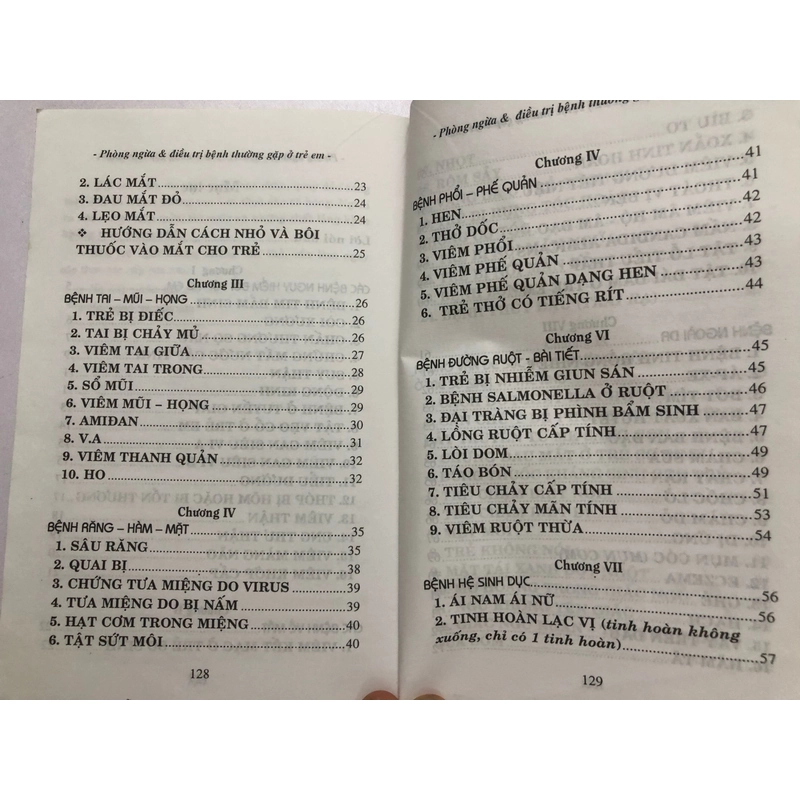 - Phòng ngừa & điều trị bệnh thường gặp ở trẻ em -
2. LÁC MẮT 23
3. ĐAU MẮT ĐỎ 24
4. LẸO MẮT 24
❖ HƯỚNG DẪN CÁCH NHỎ VÀ BÔI
THUỐC VÀO MẮT CHO TRẺ 25
Chương III
BỆNH TAI – MŨI – HỌNG 26
1. TRẺ BỊ ĐIẾC 26
2. TAI BỊ CHẢY MỦ 26
3. VIÊM TAI GIỮA 27
4. VIÊM TAI TRONG 28
5. SỔ MŨI 29
6. VIÊM MŨI – HỌNG 29
7. AMIĐAN 30
8. V.A 31
9. VIÊM THANH QUẢN 32
10. HO 32
Chương IV
BỆNH RĂNG – HÀM – MẶT 35
1. SÂU RĂNG 35
2. QUAI BỊ 38
3. CHỨNG TƯA MIỆNG DO VIRUS 39
4. TƯA MIỆNG DO BỊ NẤM 39
5. HẠT CƠM TRONG MIỆNG 40
6. TẬT SỨT MÔI 40
128
- Phòng ngừa & điều trị bệnh thường g
Chương IV
BỆNH PHỔI – PHẾ QUẢN 41
1. HEN 41
2. THỞ DỐC 42
3. VIÊM PHỔI 42
4. VIÊM PHẾ QUẢN 43
5. VIÊM PHẾ QUẢN DẠNG HEN 43
6. TRẺ THỞ CÓ TIẾNG RÍT 44
Chương VI
BỆNH ĐƯỜNG RUỘT - BÀI TIẾT 45
1. TRẺ BỊ NHIỄM GIUN SÁN 45
2. BỆNH SALMONELLA Ở RUỘT 46
3. ĐẠI TRÀNG BỊ PHÌNH BẨM SINH 47
4. LỒNG RUỘT CẤP TÍNH 47
5. LÒI DOM 49
6. TÁO BÓN 49
7. TIÊU CHẢY CẤP TÍNH 51
8. TIÊU CHẢY MÃN TÍNH 53
9. VIÊM RUỘT THỪA 54
Chương VII
BỆNH HỆ SINH DỤC 56
1. ÁI NAM ÁI NỮ 56
2. TINH HOÀN LẠC VỊ (tinh hoàn không
xuống, chỉ có 1 tinh hoàn) 57
129